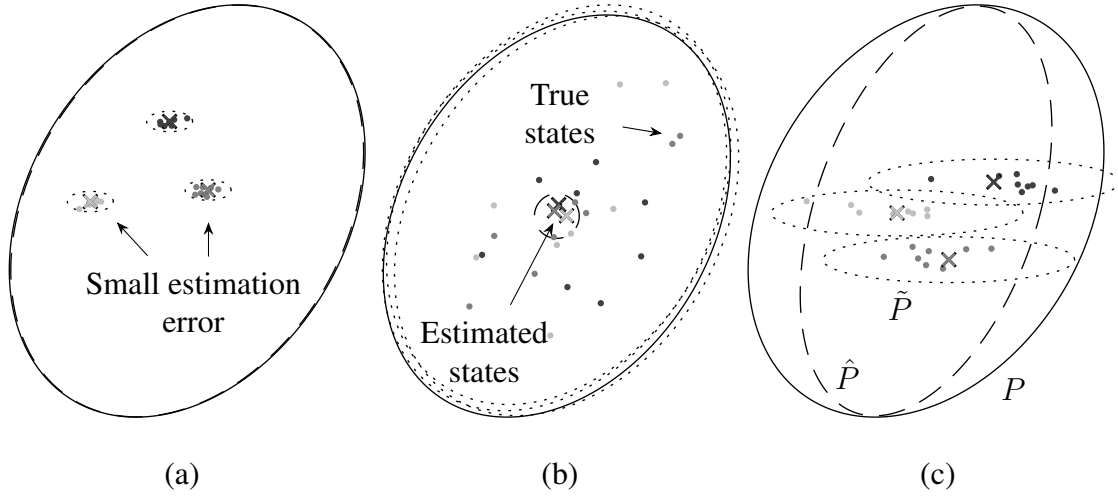 True
states
Small estimation
error
Estimated
states
P̃
P̂
P
(a)
(b)
(c)